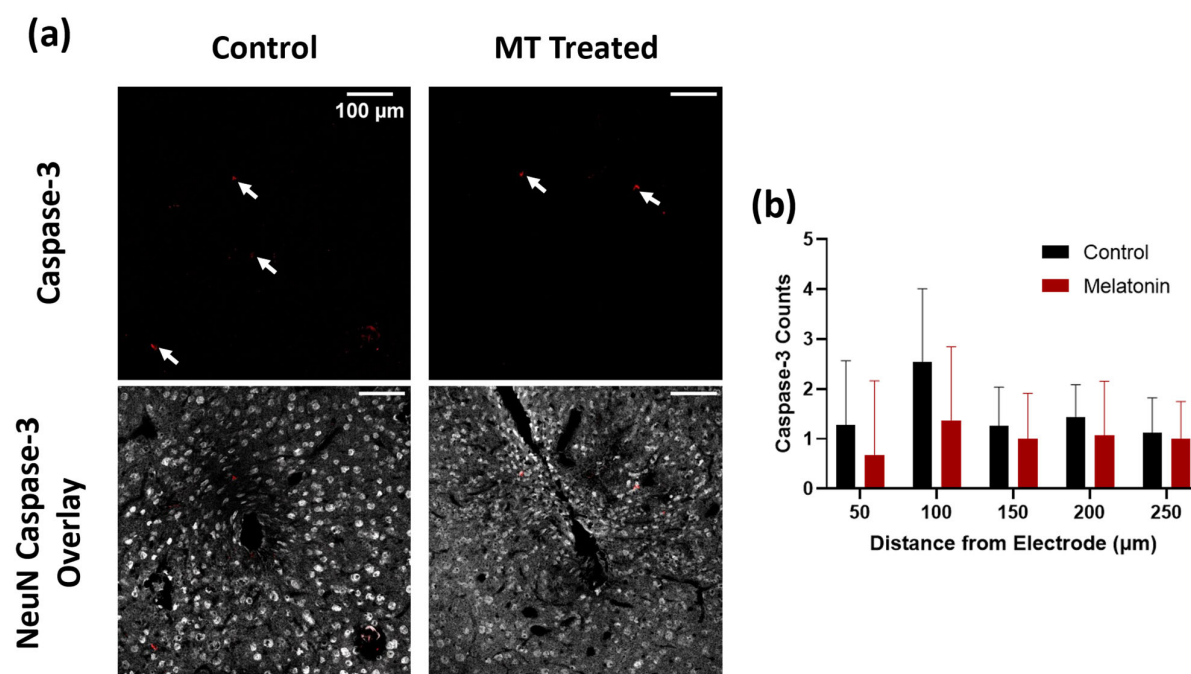 (a)
Control
MT Treated
Caspase-3
100 µm
NeuN Caspase-3
Overlay
(b)
Control
Melatonin
Caspase-3 Counts
5
4
3
2
1
0
50 100 150 200 250
Distance from Electrode (µm)